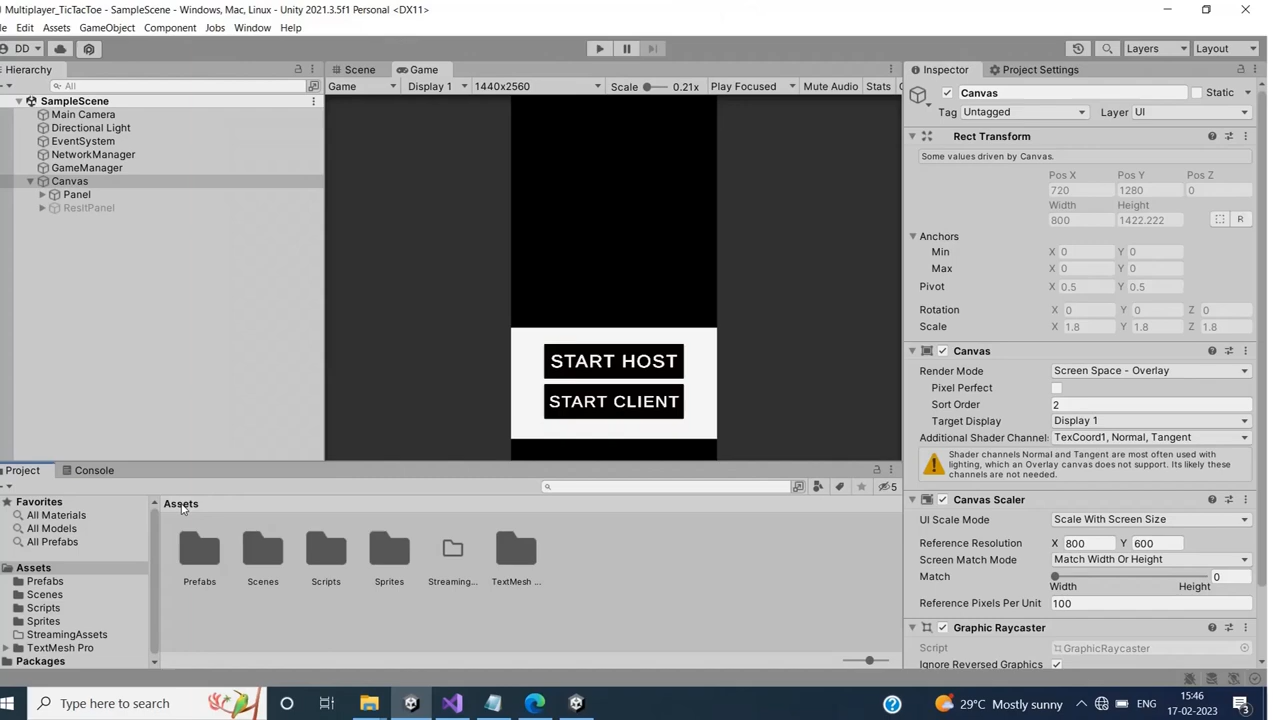 Multiplayer_TicTacToe - SampleScene - Windows, Mac, Linux - Unity 2021.3.5f1 Personal <DX11>
Edit Assets GameObject Component Jobs Window Help
DD
Layers Layout
Hierarchy
All
SampleScene
Main Camera
Directional Light
EventSystem
NetworkManager
GameManager
Canvas
Panel
ResltPanel
Scene Game
Game Display 1 1440x2560 Scale 0.21x Play Focused Mute Audio Stats
START HOST
START CLIENT
Inspector Project Settings
Canvas Static
Tag Untagged Layer UI
Rect Transform
Some values driven by Canvas.
Pos X Pos Y Pos Z
720 1280 0
Width Height
800 1422.222
R
Anchors
Min X 0 Y 0
Max X 0 Y 0
Pivot X 0.5 Y 0.5
Rotation X 0 Y 0 Z 0
Scale X 1.8 Y 1.8 Z 1.8
Canvas
Render Mode Screen Space - Overlay
Pixel Perfect
Sort Order 2
Target Display Display 1
Additional Shader Channel: TexCoord1, Normal, Tangent
Shader channels Normal and Tangent are most often used with
lighting, which an Overlay canvas does not support. Its likely these
channels are not needed.
Canvas Scaler
UI Scale Mode Scale With Screen Size
Reference Resolution X 800 Y 600
Screen Match Mode Match Width Or Height
Match 0
Width Height
Reference Pixels Per Unit 100
Graphic Raycaster
Script GraphicRaycaster
Ignore Reversed Graphics
Project Console
5
Favorites
All Materials
All Models
All Prefabs
Assets
Prefabs
Scenes
Scripts
Sprites
StreamingAssets
TextMesh Pro
Packages
Assets
Prefabs Scenes Scripts Sprites Streaming... TextMesh ...
Type here to search
29°C Mostly sunny
ENG
15:46
17-02-2023
3